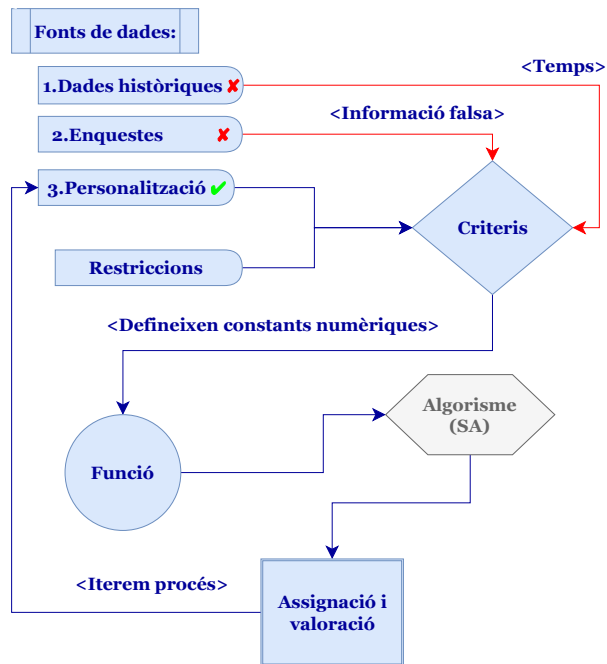 Fonts de dades:
<Temps>
1.Dades històriques ✘
<Informació falsa>
2.Enquestes ✘
3.Personalització ✔
Criteris
Restriccions
<Defineixen constants numèriques>
Algorisme
(SA)
Funció
<Iterem procés>
Assignació i
valoració